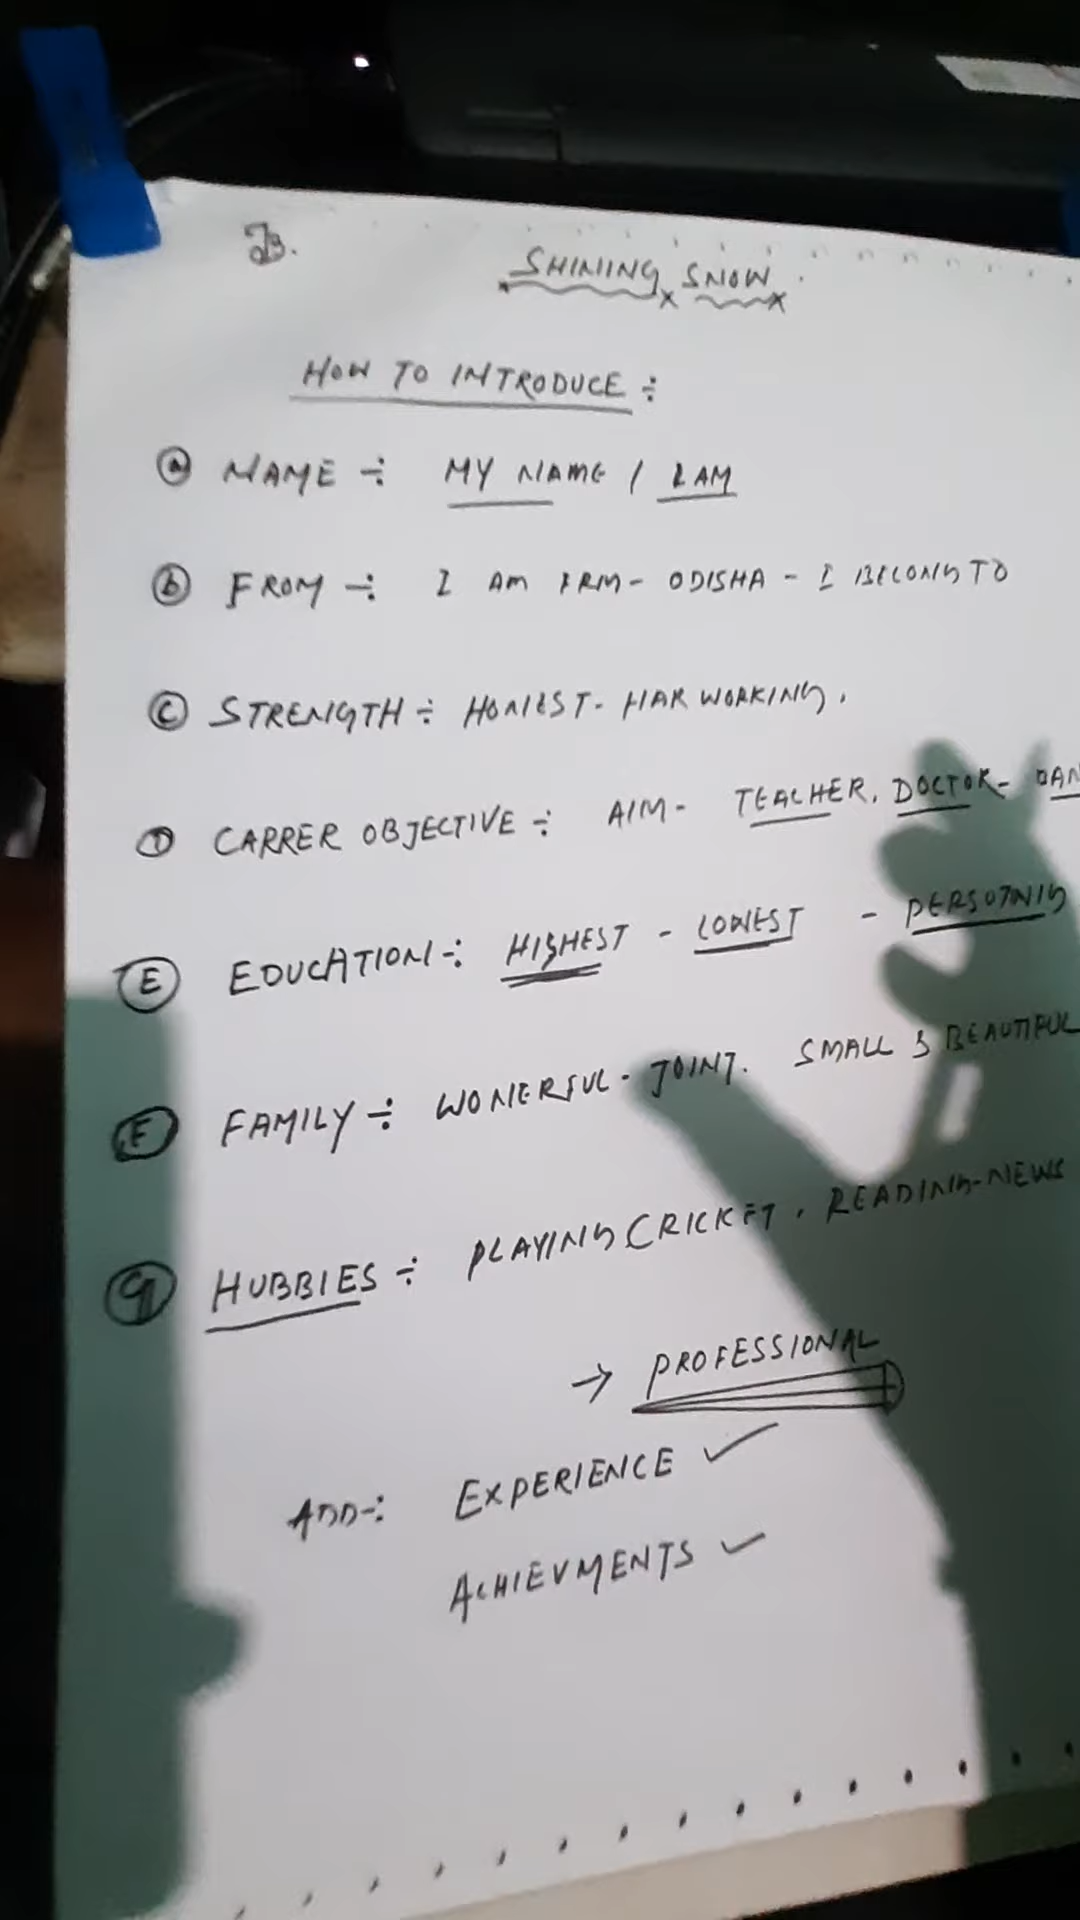 SHINING SNOW
HOW TO INTRODUCE ÷
(a) NAME ÷ MY NAME / I AM
(b) FROM ÷ I AM FRM - ODISHA - I BELONG TO
(C) STRENGTH ÷ HONEST - HAR WORKING.
(D) CARRER OBJECTIVE ÷ AIM - TEACHER, DOCTOR - DAN
(E) EDUCATION ÷ HIGHEST - LOWEST -
(F) FAMILY ÷ WONERFUL - JOINT. SMALL & BEAUTIFUL
(G) HUBBIES ÷ PLAYING CRICKET, READING - NEWS
→ PROFESSIONAL
ADD ÷ EXPERIENCE ✓
ACHIEVMENTS ✓